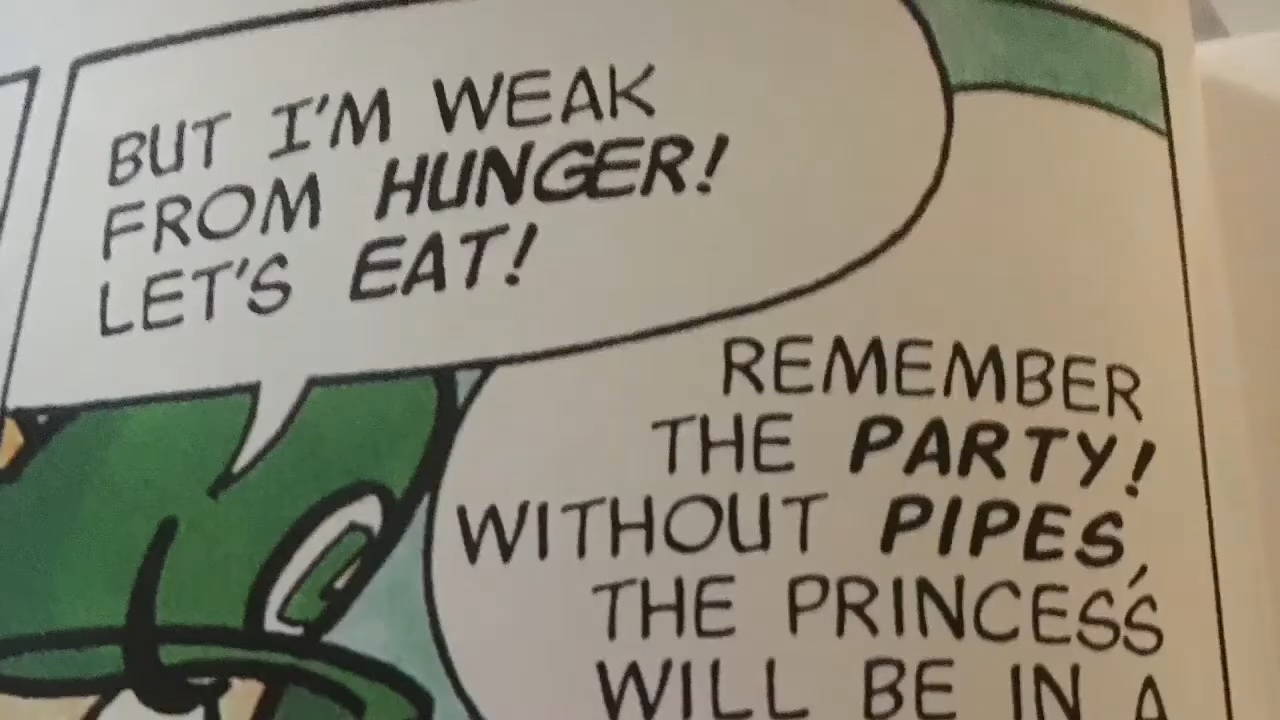 BUT I'M WEAK
FROM HUNGER!
LET'S EAT!
REMEMBER
THE PARTY!
WITHOUT PIPES,
THE PRINCESS
WILL BE IN A